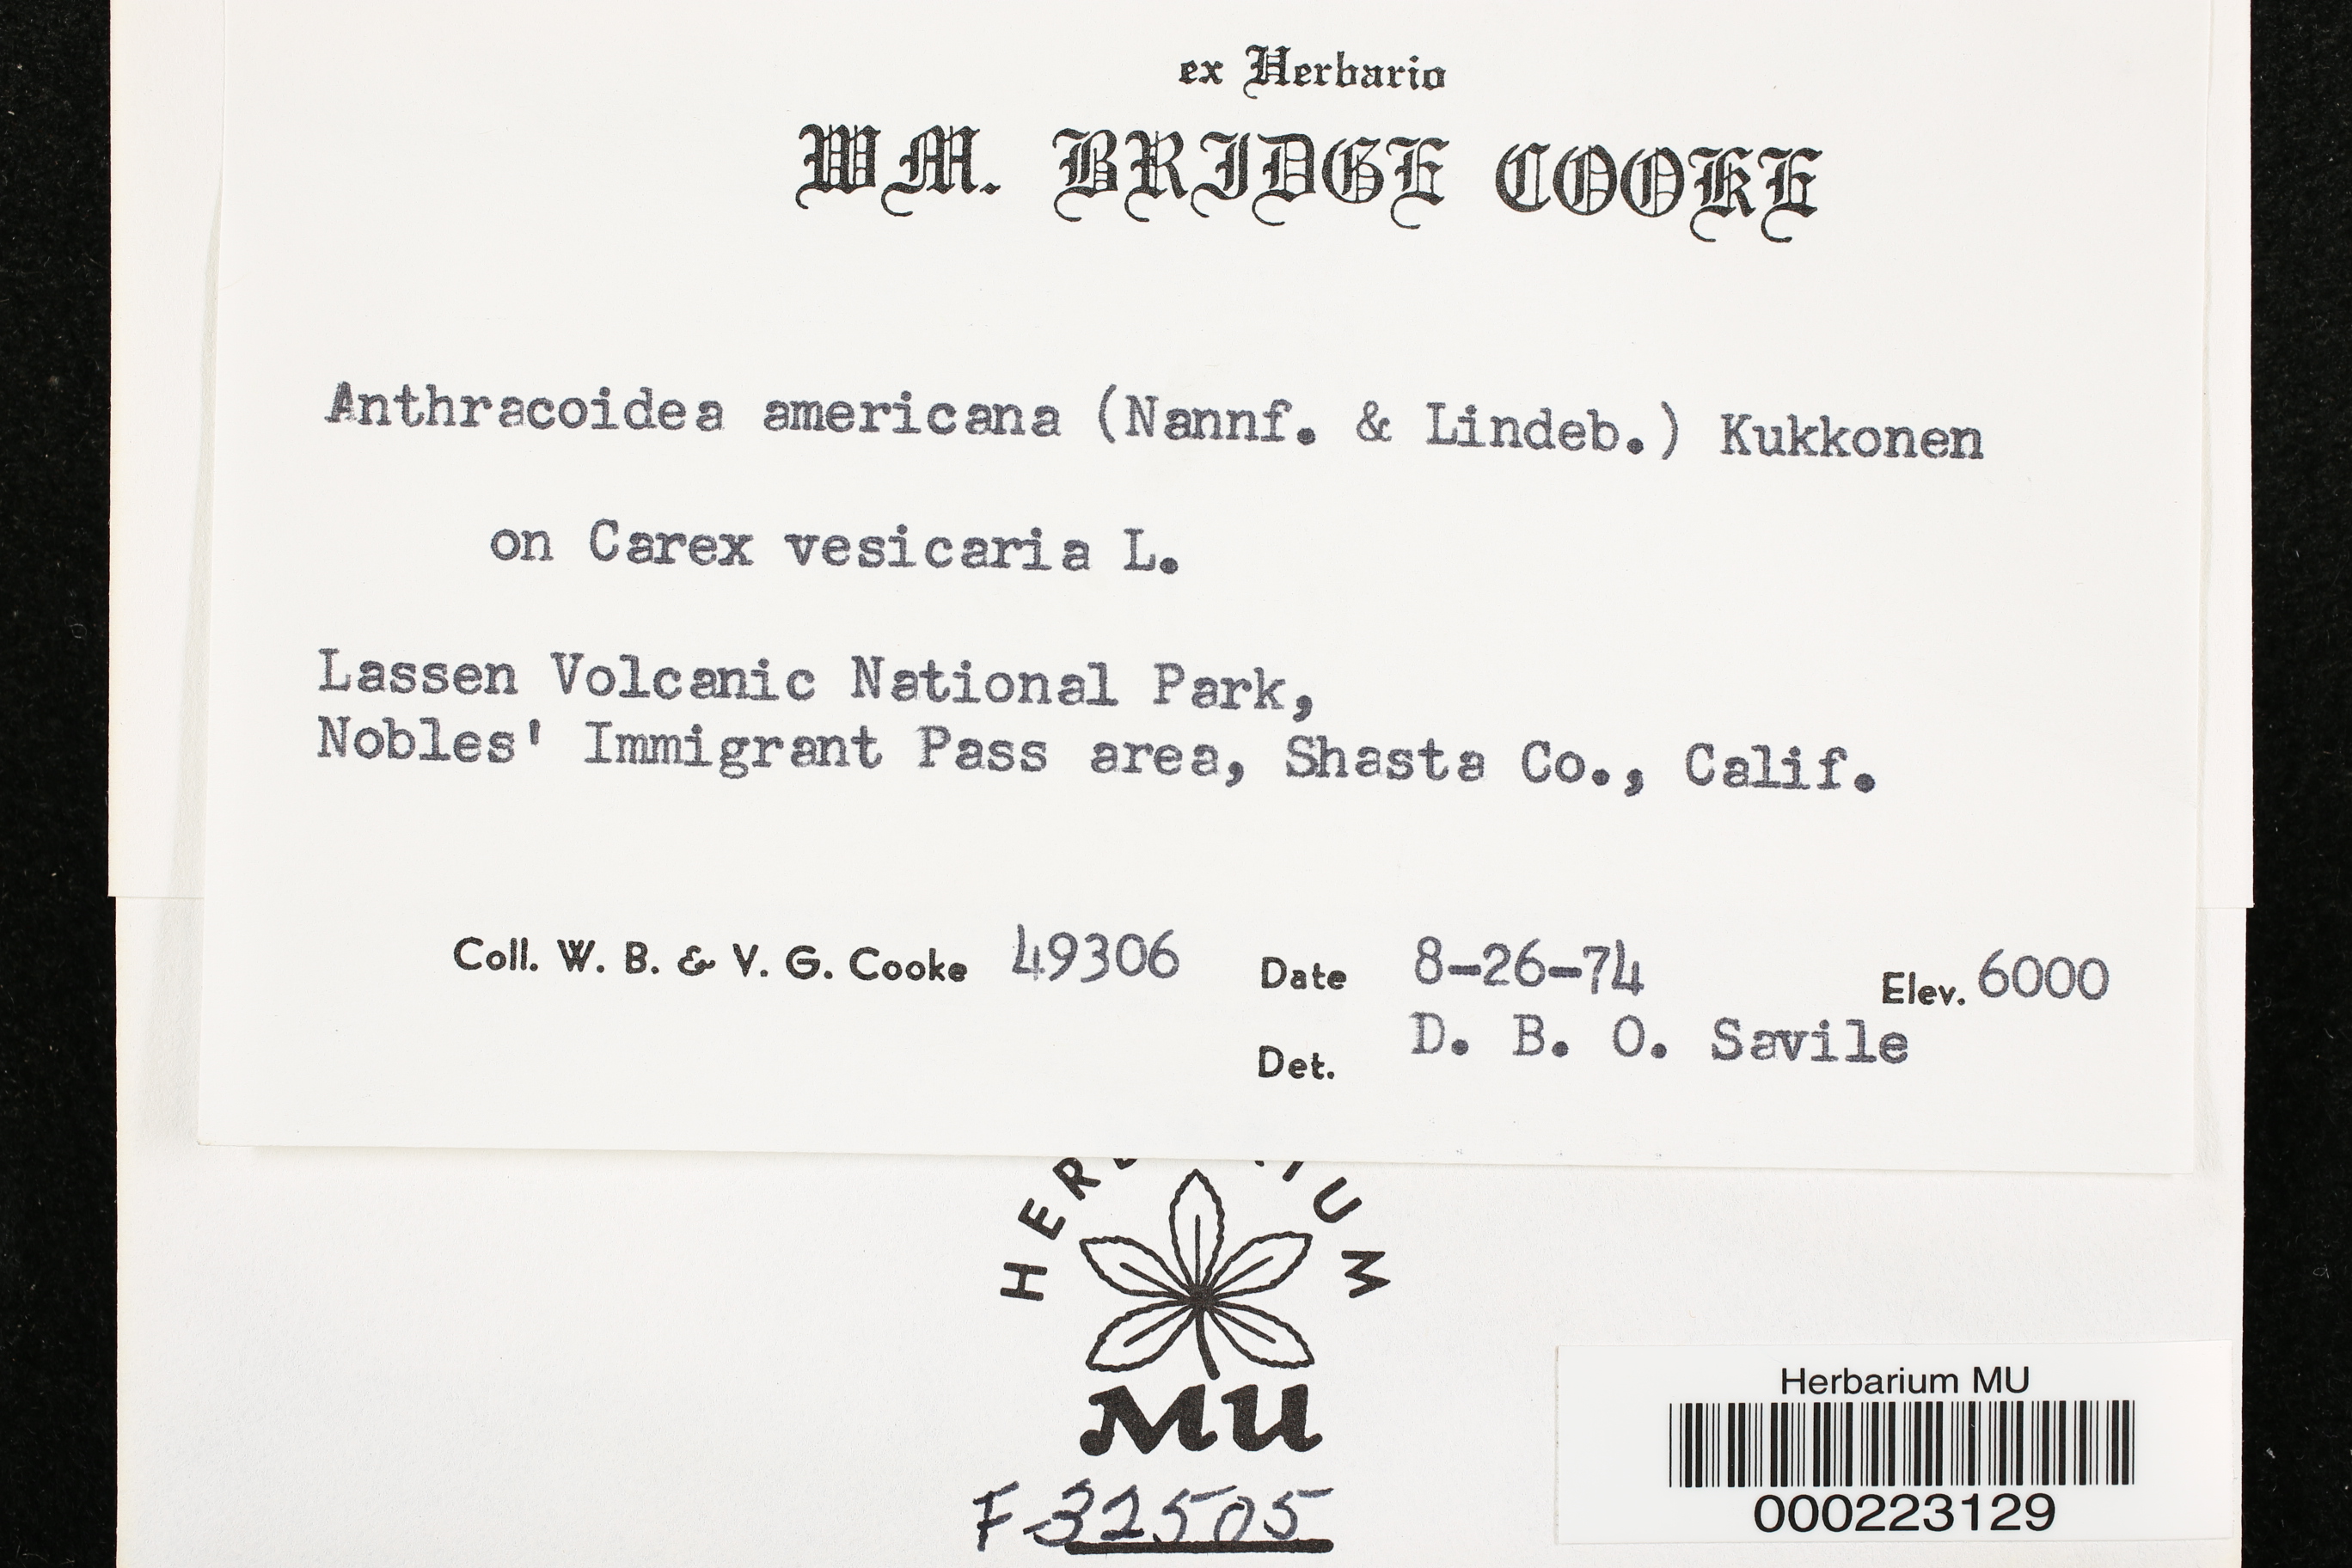 ex Herbario
WM. BRIDGE COOKE
Anthracoidea americana (Nannf. & Lindeb.) Kukkonen
on Carex vesicaria L.
Lassen Volcanic National Park,
Nobles' Immigrant Pass area, Shasta Co., Calif.
Coll. W. B. & V. G. Cooke 49306 Date 8-26-74 Elev. 6000
Det. D. B. O. Savile
MU
F 32505
Herbarium MU
000223129